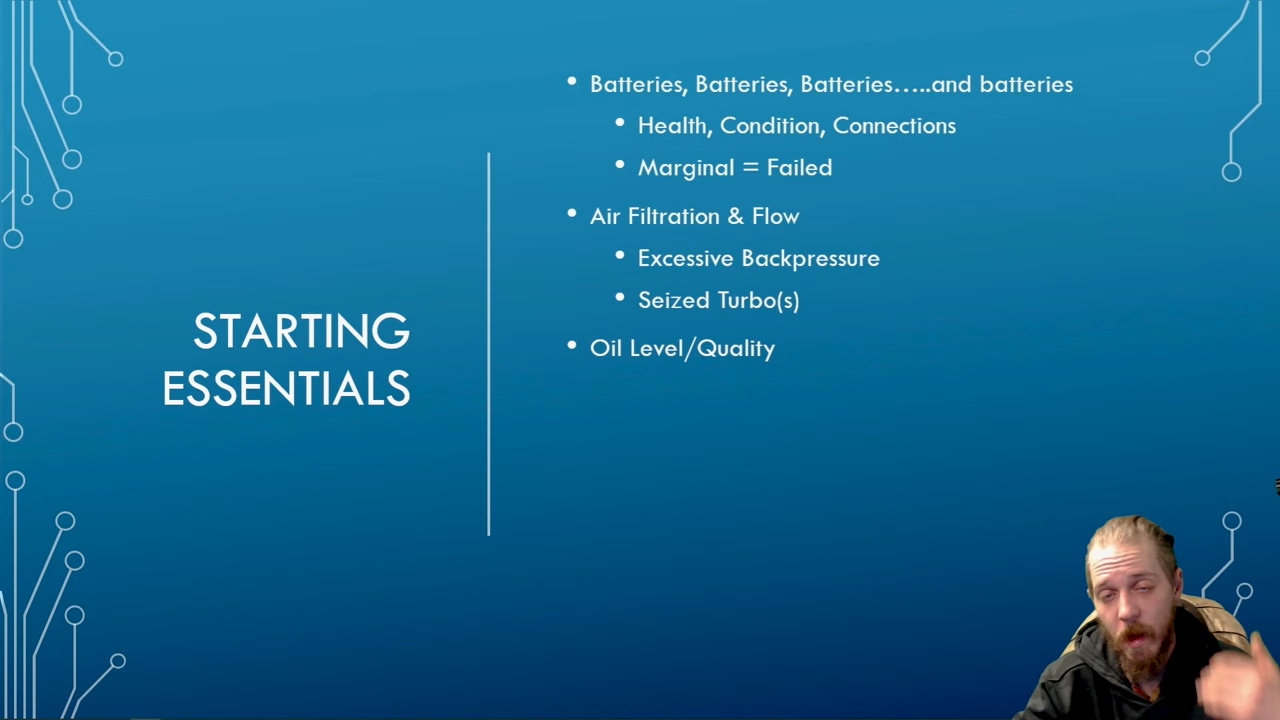 STARTING
ESSENTIALS
Batteries, Batteries, Batteries…..and batteries
Health, Condition, Connections
Marginal = Failed
Air Filtration & Flow
Excessive Backpressure
Seized Turbo(s)
Oil Level/Quality